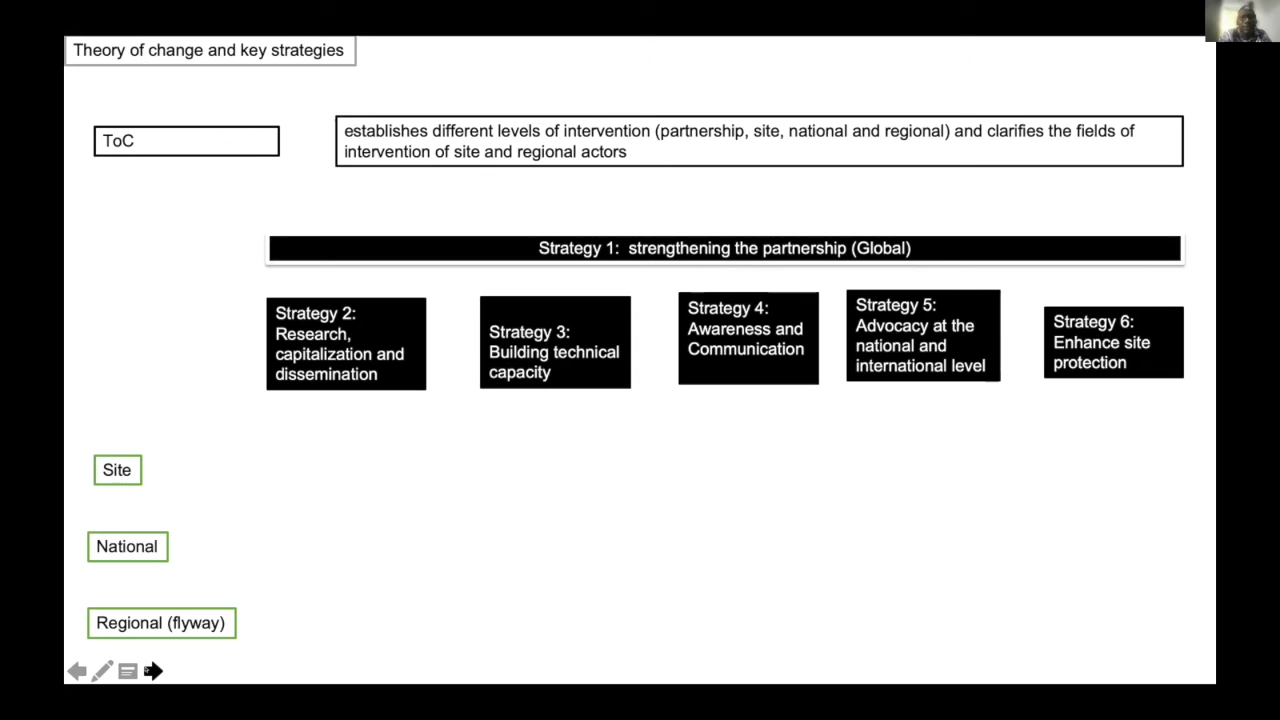 Theory of change and key strategies
ToC
establishes different levels of intervention (partnership, site, national and regional) and clarifies the fields of
intervention of site and regional actors
Strategy 1:  strengthening the partnership (Global)
Strategy 2:
Research,
capitalization and
dissemination
Strategy 3:
Building technical
capacity
Strategy 4:
Awareness and
Communication
Strategy 5:
Advocacy at the
national and
international level
Strategy 6:
Enhance site
protection
Site
National
Regional (flyway)